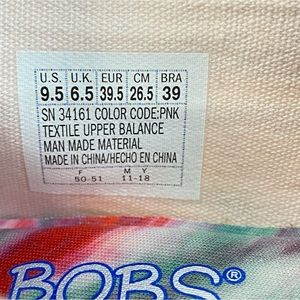 U.S. U.K. EUR CM BRA
9.5 6.5 39.5 26.5 39
SN 34161 COLOR CODE;PNK
TEXTILE UPPER BALANCE
MAN MADE MATERIAL
MADE IN CHINA/HECHO EN CHINA
F M Y
50-51 11-18
BOBS®